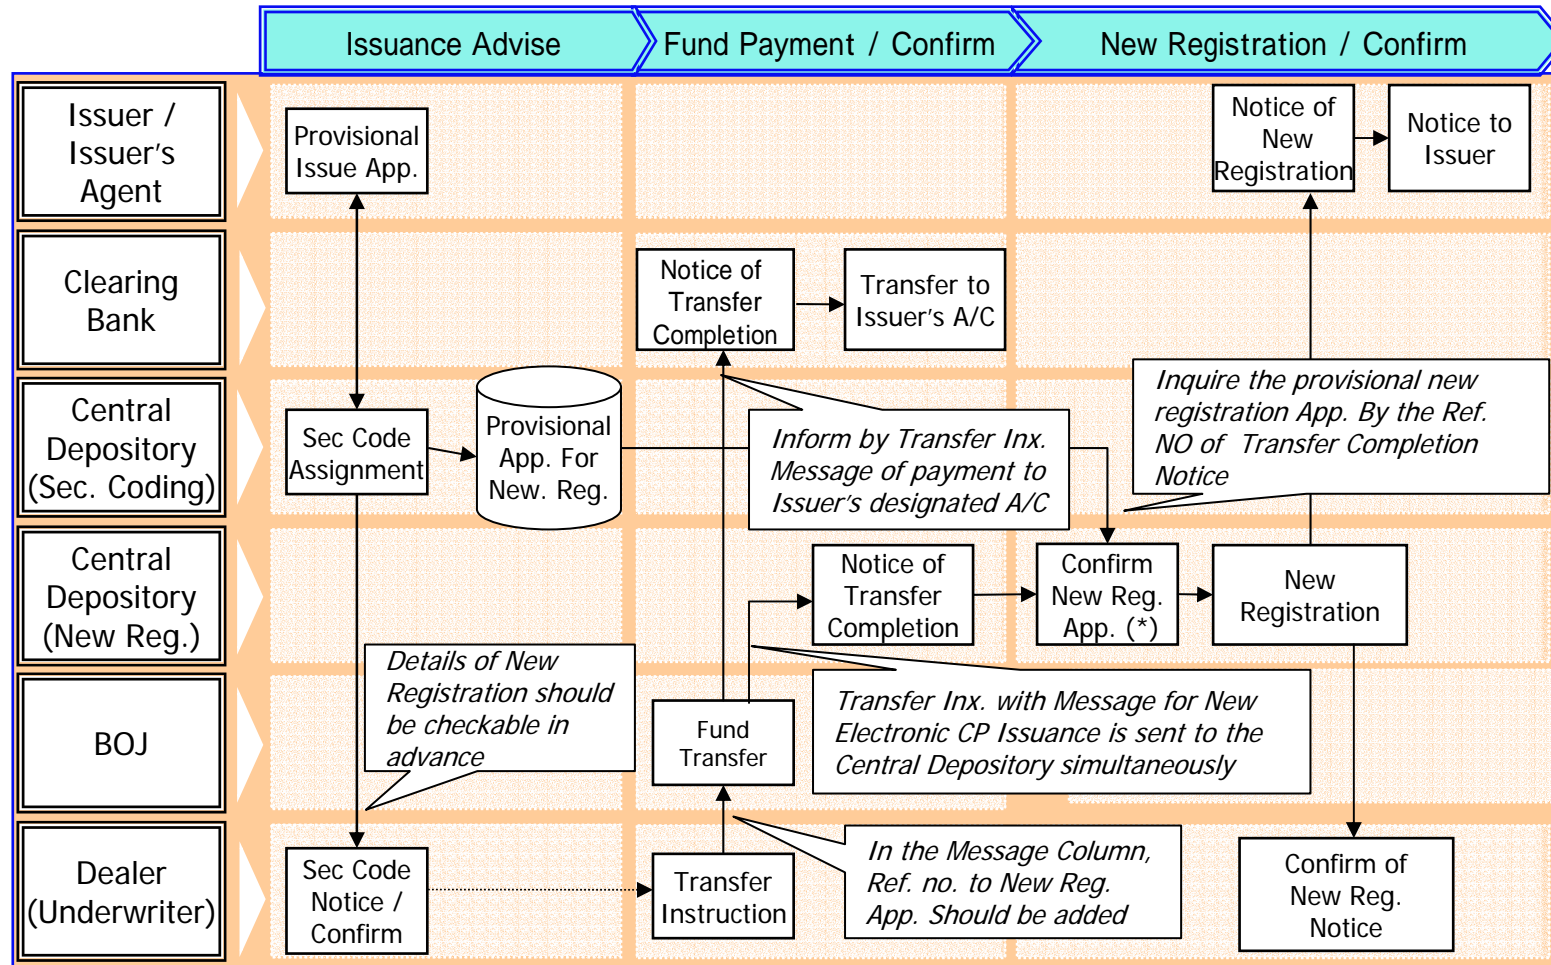 Issuance Advise
Fund Payment / Confirm
New Registration / Confirm
Issuer /
Issuer's
Agent
Provisional
Issue App.
Notice of
New
Registration
Notice to
Issuer
Clearing
Bank
Notice of
Transfer
Completion
Transfer to
Issuer's A/C
Central
Depository
(Sec. Coding)
Sec Code
Assignment
Provisional
App. For
New. Reg.
Inform by Transfer Inx.
Message of payment to
Issuer's designated A/C
Inquire the provisional new
registration App. By the Ref.
NO of Transfer Completion
Notice
Central
Depository
(New Reg.)
Notice of
Transfer
Completion
Confirm
New Reg.
App. (*)
New
Registration
Details of New
Registration should
be checkable in
advance
BOJ
Fund
Transfer
Transfer Inx. with Message for New
Electronic CP Issuance is sent to the
Central Depository simultaneously
Dealer
(Underwriter)
Sec Code
Notice /
Confirm
Transfer
Instruction
In the Message Column,
Ref. no. to New Reg.
App. Should be added
Confirm of
New Reg.
Notice